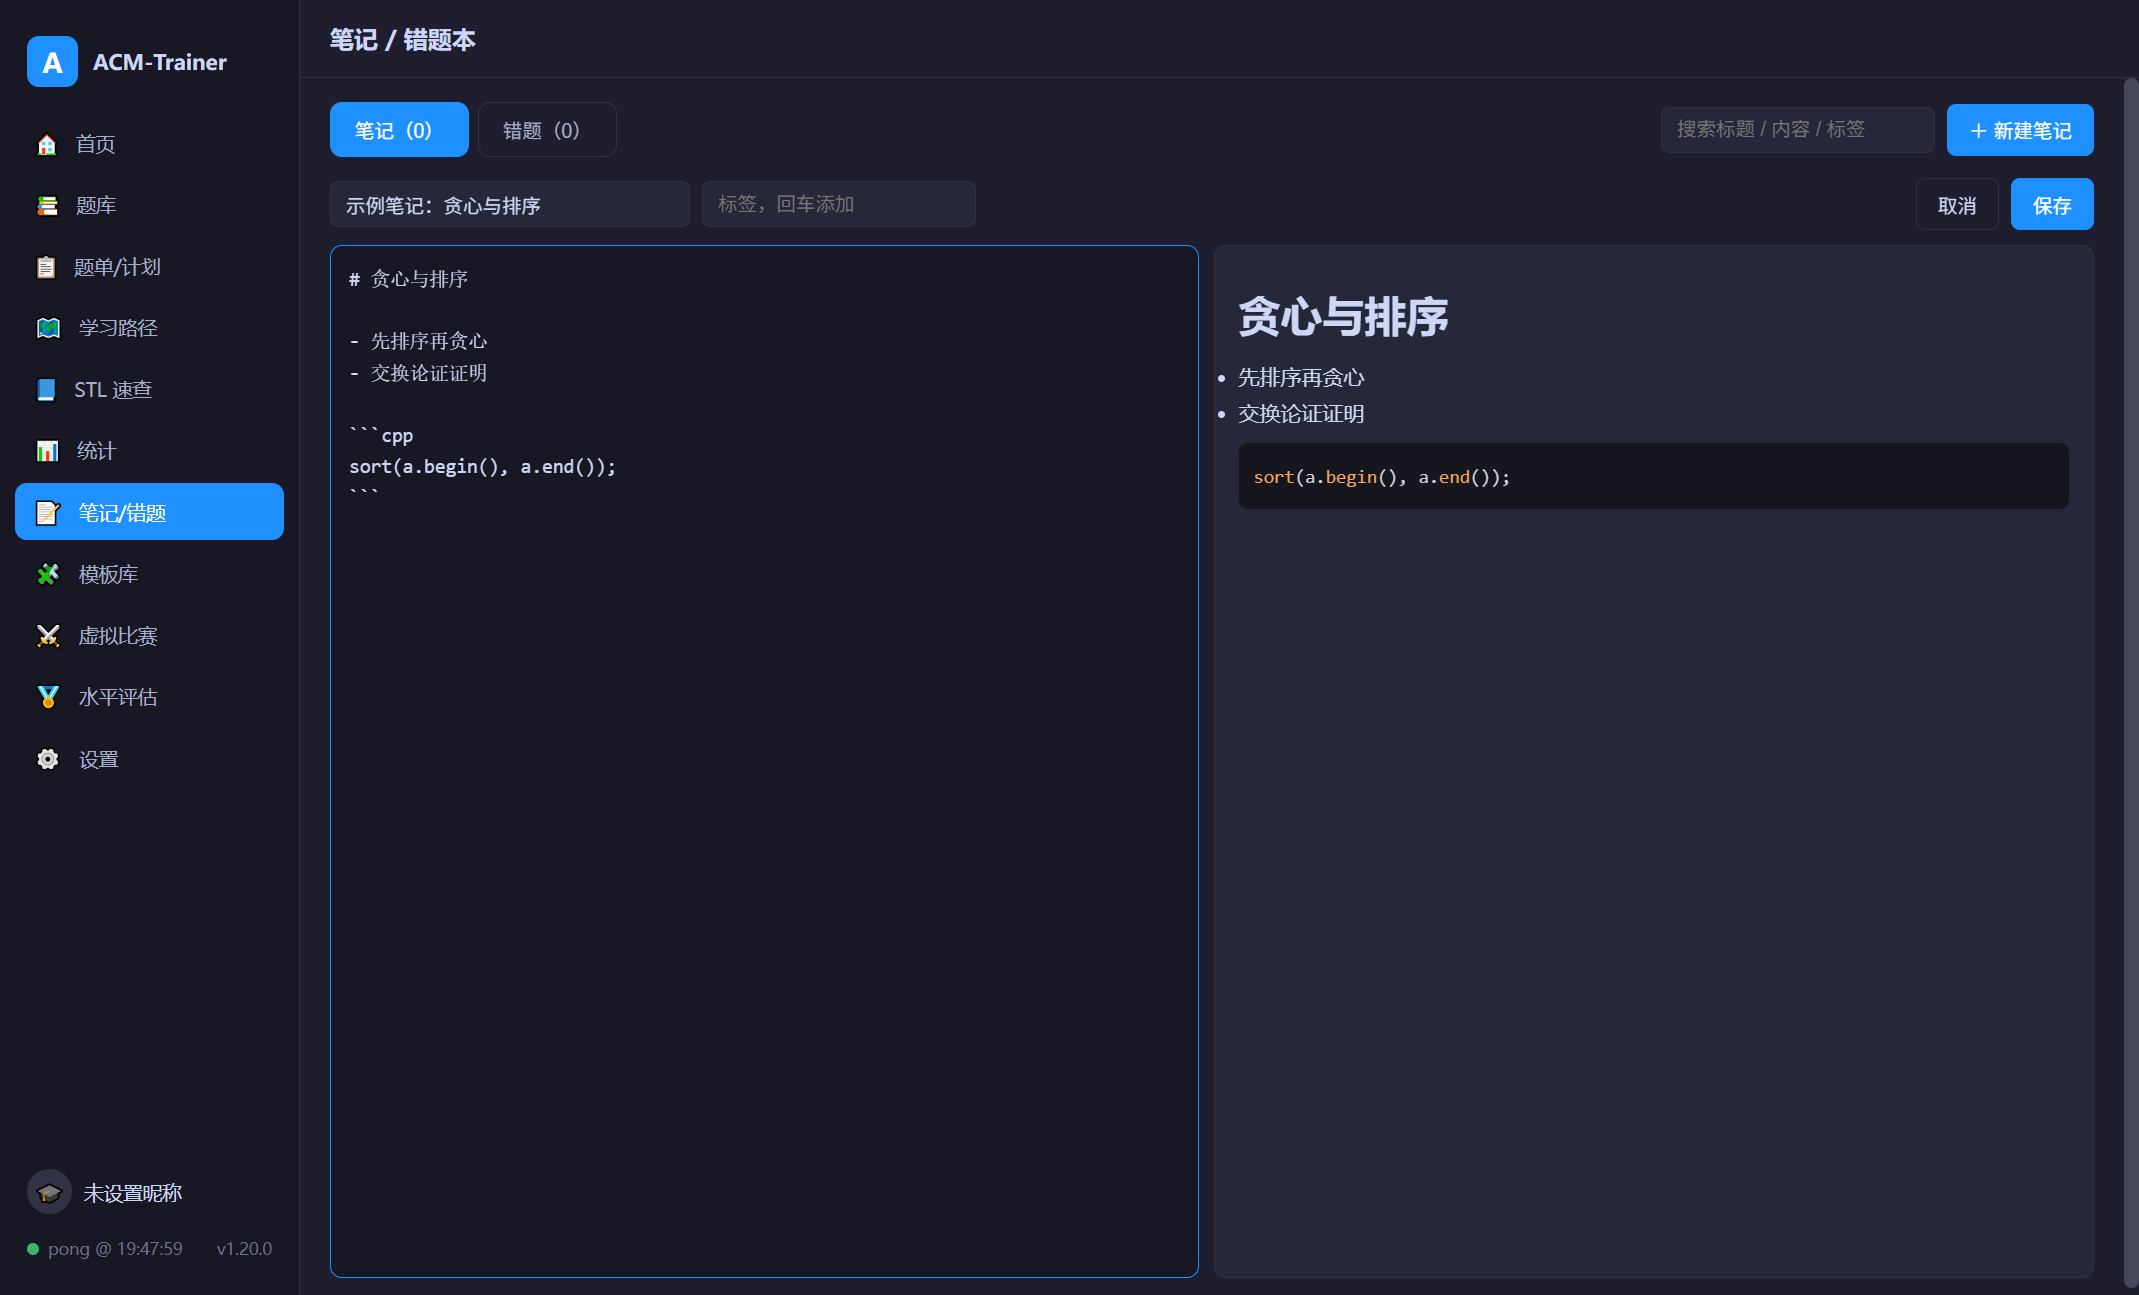 A ACM-Trainer
首页
题库
题单/计划
学习路径
STL 速查
统计
笔记/错题
模板库
虚拟比赛
水平评估
设置
未设置昵称
pong @ 19:47:59 v1.20.0
笔记 / 错题本
笔记（0） 错题（0） 搜索标题 / 内容 / 标签 ＋ 新建笔记
示例笔记：贪心与排序 标签，回车添加 取消 保存
# 贪心与排序
- 先排序再贪心
- 交换论证证明
```cpp
sort(a.begin(), a.end());
```
贪心与排序
• 先排序再贪心
• 交换论证证明
sort(a.begin(), a.end());